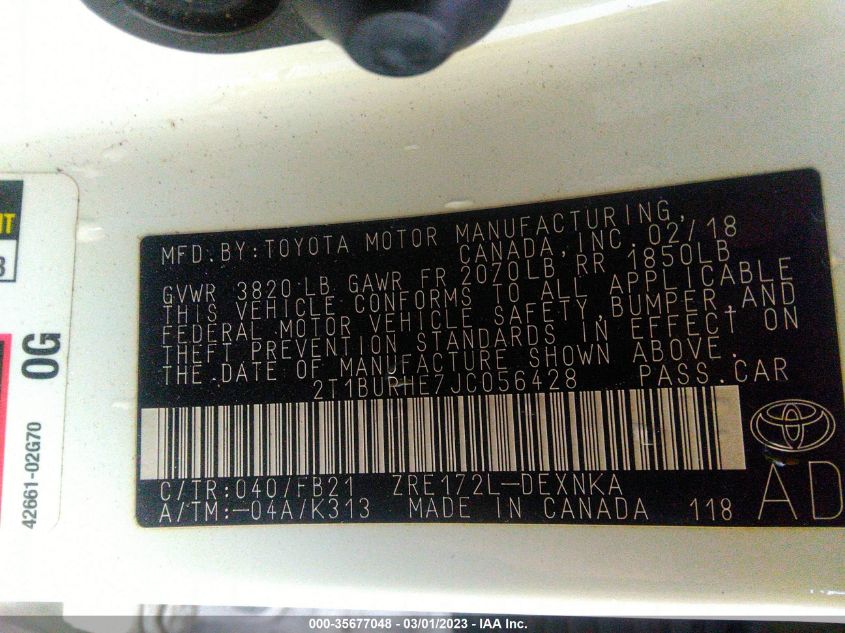 MFD.BY:TOYOTA MOTOR MANUFACTURING,
CANADA,INC.02/18
GVWR 3820LB GAWR FR 2070LB RR 1850LB
THIS VEHICLE CONFORMS TO ALL APPLICABLE
FEDERAL MOTOR VEHICLE SAFETY,BUMPER,AND
THEFT PREVENTION STANDARDS IN EFFECT ON
THE DATE OF MANUFACTURE SHOWN ABOVE.
2T1BURHE7JC056428 PASS.CAR
C/TR:040/FB21 ZRE172L-DEXNKA
A/TM:-04A/K313 MADE IN CANADA 118
AD
0G
42661-02G70
000-35677048 - 03/01/2023 - IAA Inc.